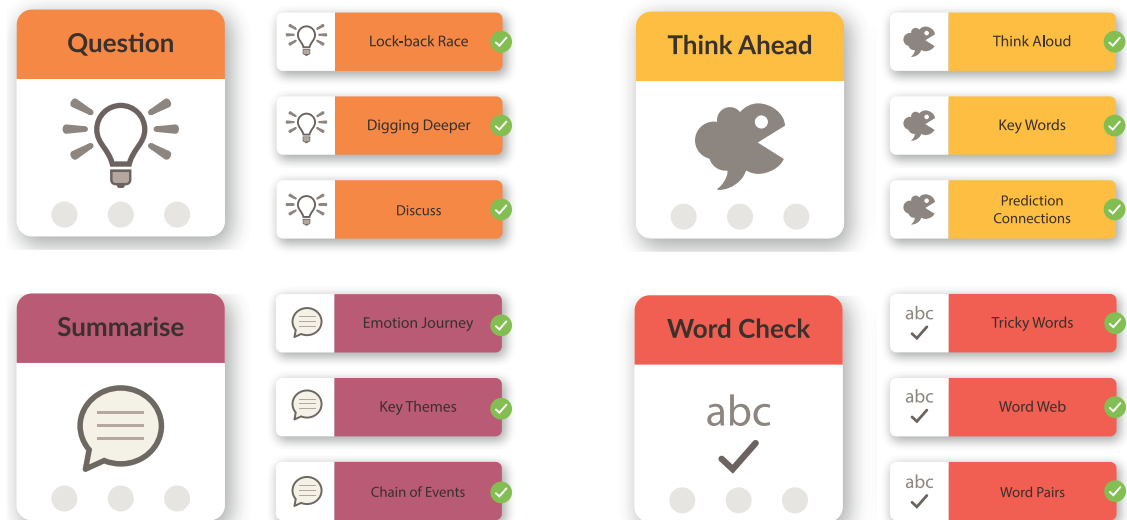 Question
Lock-back Race
Digging Deeper
Discuss
Think Ahead
Think Aloud
Key Words
Prediction
Connections
Summarise
Emotion Journey
Key Themes
Chain of Events
Word Check
abc
abc
Tricky Words
abc
Word Web
abc
Word Pairs